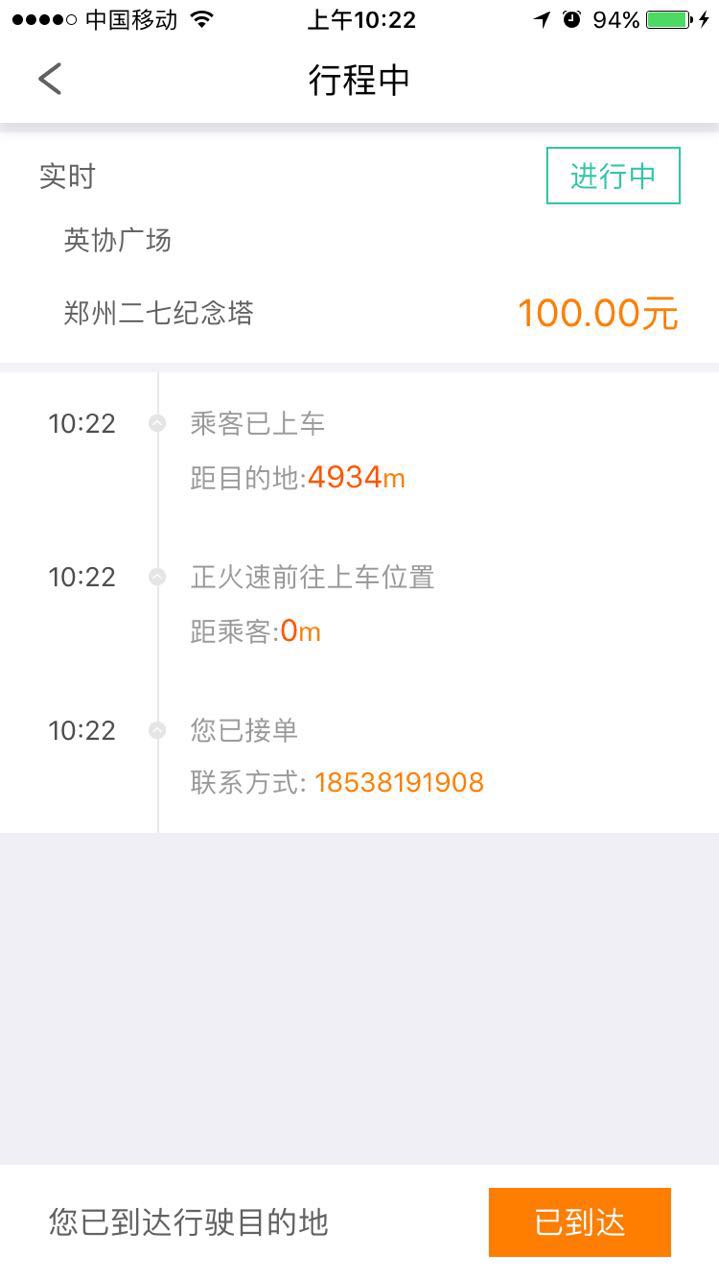 中国移动 上午10:22 94%
行程中
实时 进行中
英协广场
郑州二七纪念塔 100.00元
10:22 乘客已上车
距目的地:4934m
10:22 正火速前往上车位置
距乘客:0m
10:22 您已接单
联系方式: 18538191908
您已到达行驶目的地 已到达